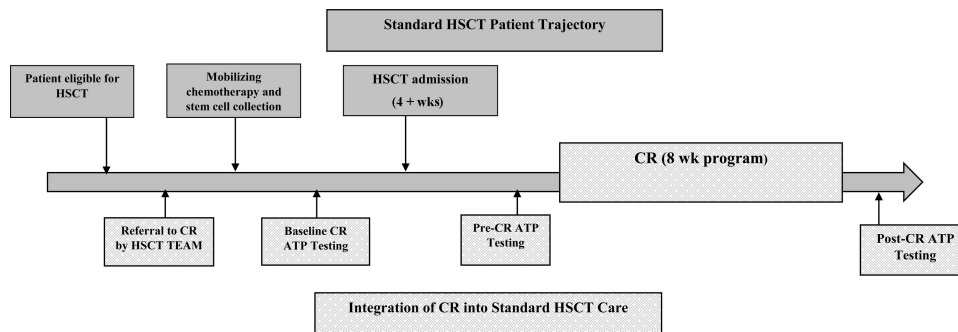 Standard HSCT Patient Trajectory
Patient eligible for
HSCT
Mobilizing
chemotherapy and
stem cell collection
HSCT admission
(4 + wks)
CR (8 wk program)
Referral to CR
by HSCT TEAM
Baseline CR
ATP Testing
Pre-CR ATP
Testing
Post-CR ATP
Testing
Integration of CR into Standard HSCT Care